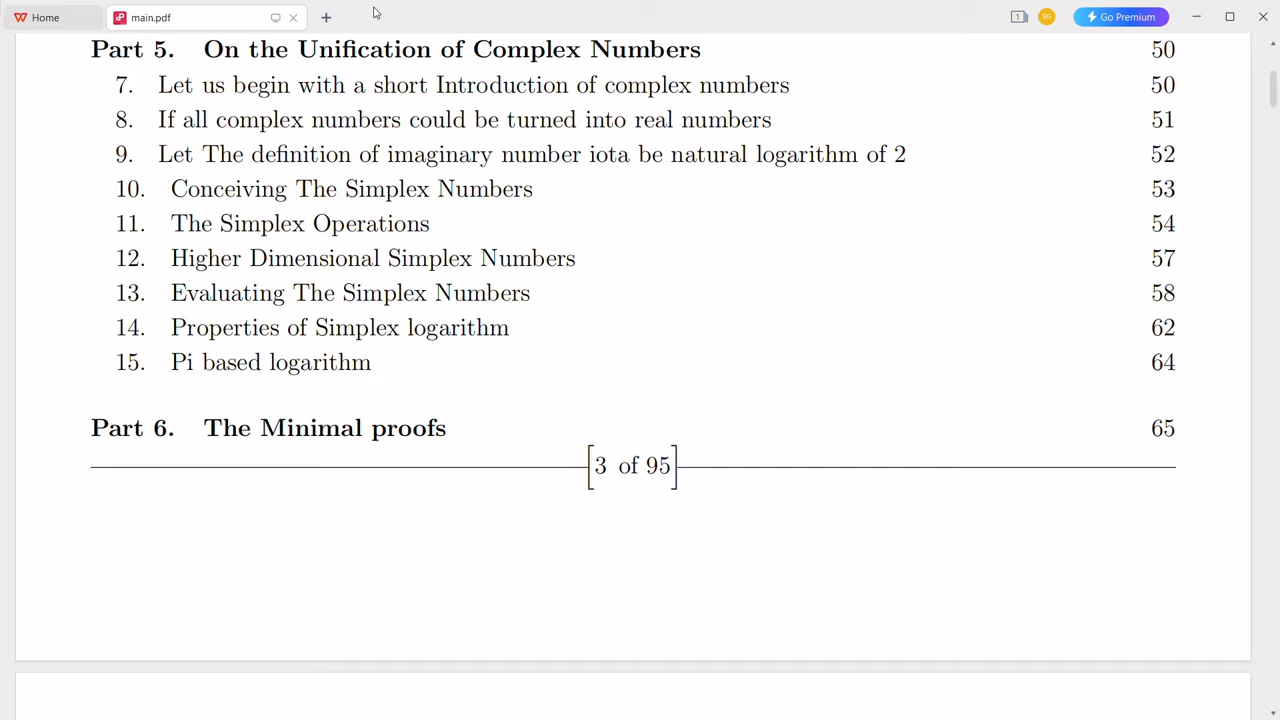 Home
main.pdf
1
SG
Go Premium
Part 5. On the Unification of Complex Numbers 50
7. Let us begin with a short Introduction of complex numbers 50
8. If all complex numbers could be turned into real numbers 51
9. Let The definition of imaginary number iota be natural logarithm of 2 52
10. Conceiving The Simplex Numbers 53
11. The Simplex Operations 54
12. Higher Dimensional Simplex Numbers 57
13. Evaluating The Simplex Numbers 58
14. Properties of Simplex logarithm 62
15. Pi based logarithm 64
Part 6. The Minimal proofs 65
3 of 95